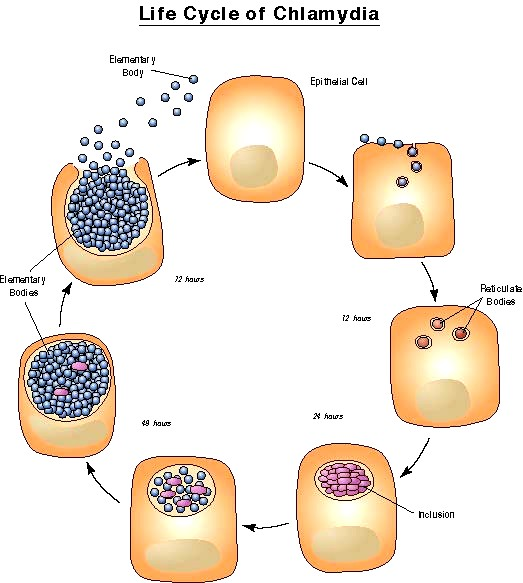 Life Cycle of Chlamydia
Elementary
Body
Epithelial Cell
Elementary
Bodies
72 hours
12 hours
Reticulate
Bodies
24 hours
48 hours
Inclusion